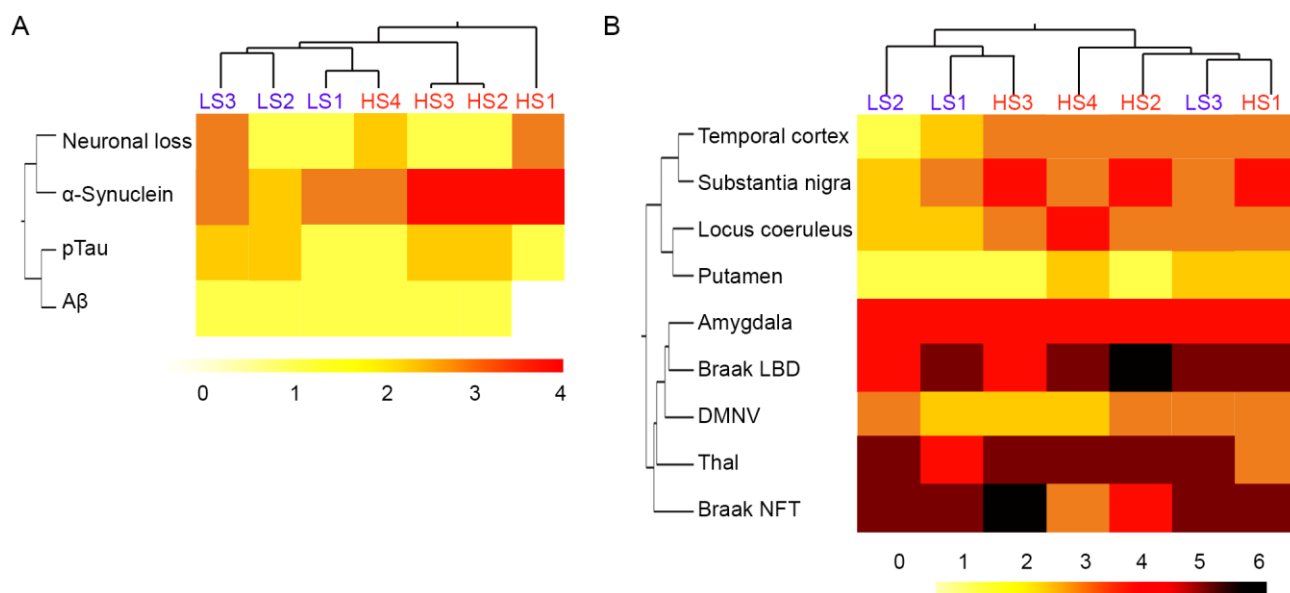 A
LS3 LS2 LS1 HS4 HS3 HS2 HS1
Neuronal loss
α-Synuclein
pTau
Aβ
0 1 2 3 4
B
LS2 LS1 HS3 HS4 HS2 LS3 HS1
Temporal cortex
Substantia nigra
Locus coeruleus
Putamen
Amygdala
Braak LBD
DMNV
Thal
Braak NFT
0 1 2 3 4 5 6